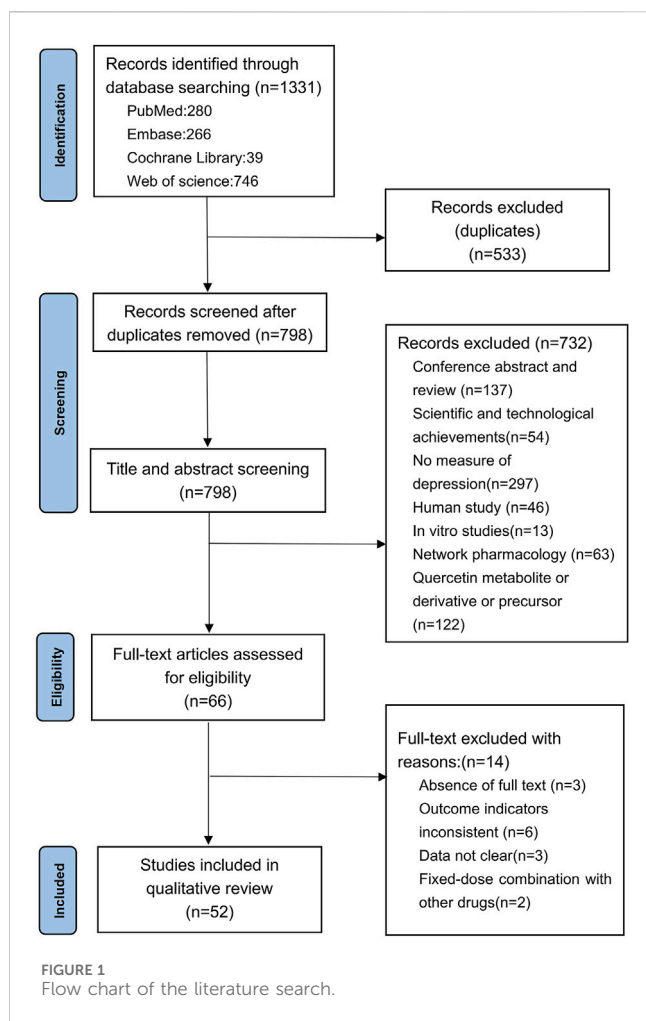 Identification
Records identified through
database searching (n=1331)
PubMed:280
Embase:266
Cochrane Library:39
Web of science:746
Records excluded
(duplicates)
(n=533)
Screening
Records screened after
duplicates removed (n=798)
Title and abstract screening
(n=798)
Records excluded (n=732)
Conference abstract and
review (n=137)
Scientific and technological
achievements(n=54)
No measure of
depression(n=297)
Human study (n=46)
In vitro studies(n=13)
Network pharmacology (n=63)
Quercetin metabolite or
derivative or precursor
(n=122)
Eligibility
Full-text articles assessed
for eligibility
(n=66)
Full-text excluded with
reasons:(n=14)
Absence of full text (n=3)
Outcome indicators
inconsistent (n=6)
Data not clear(n=3)
Fixed-dose combination with
other drugs(n=2)
Included
Studies included in
qualitative review
(n=52)
FIGURE 1
Flow chart of the literature search.